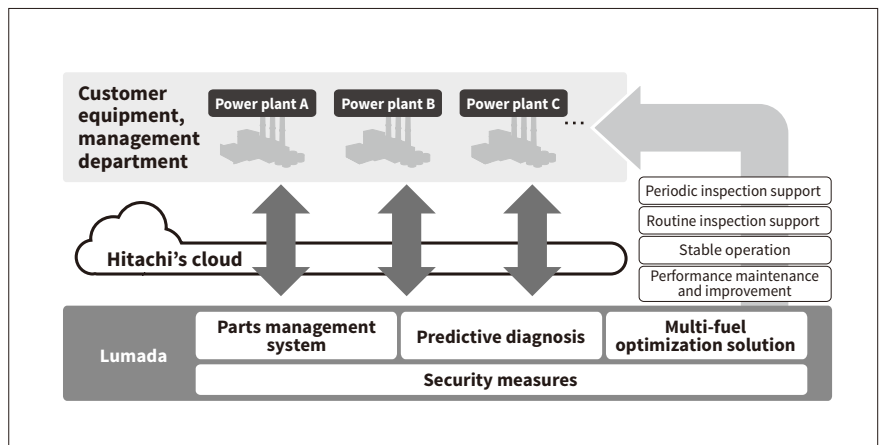 Customer
equipment,
management
department
Power plant A
Power plant B
Power plant C
...
Periodic inspection support
Routine inspection support
Stable operation
Performance maintenance
and improvement
Hitachi’s cloud
Lumada
Parts management
system
Predictive diagnosis
Multi-fuel
optimization solution
Security measures